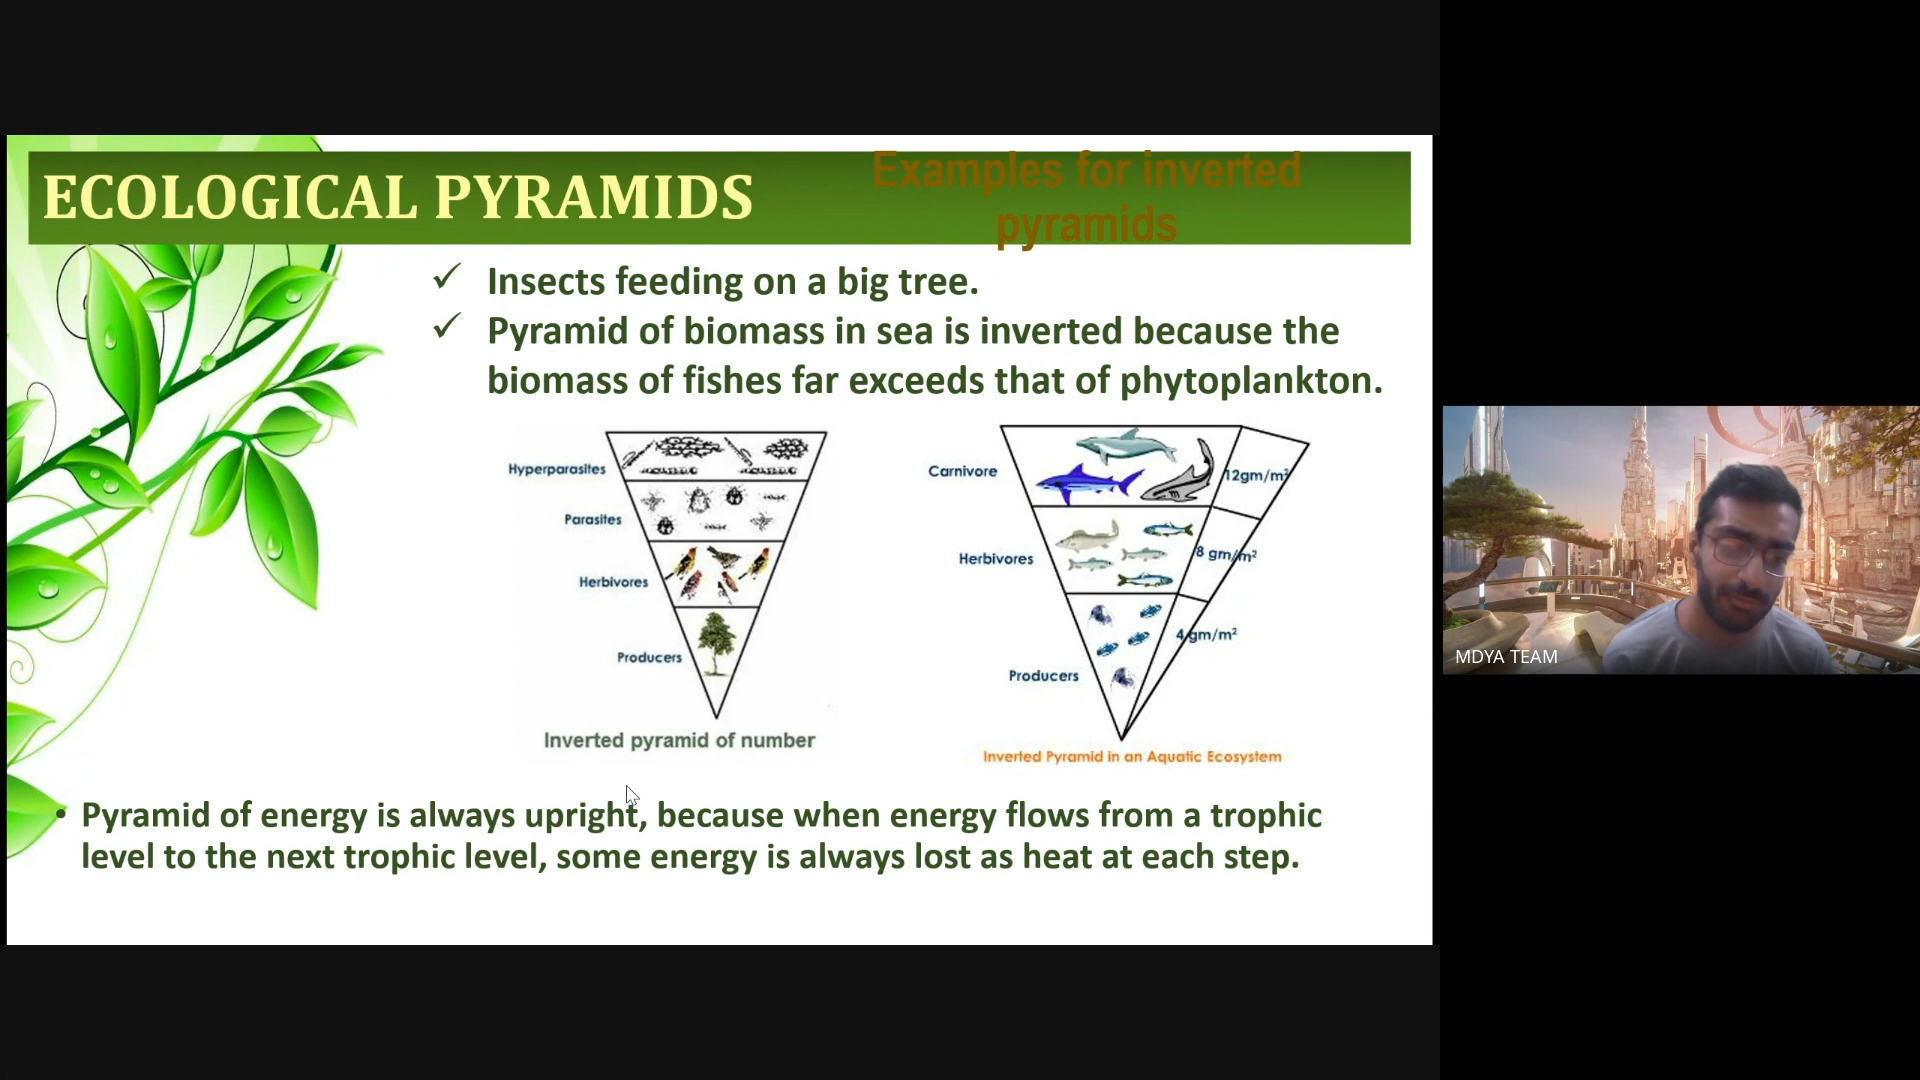 ECOLOGICAL PYRAMIDS
Examples for inverted
pyramids
✓ Insects feeding on a big tree.
✓ Pyramid of biomass in sea is inverted because the
biomass of fishes far exceeds that of phytoplankton.
Hyperparasites
Parasites
Herbivores
Producers
Inverted pyramid of number
Carnivore
12gm/m²
Herbivores
8 gm/m²
4gm/m²
Producers
Inverted Pyramid in an Aquatic Ecosystem
• Pyramid of energy is always upright, because when energy flows from a trophic
level to the next trophic level, some energy is always lost as heat at each step.
MDYA TEAM